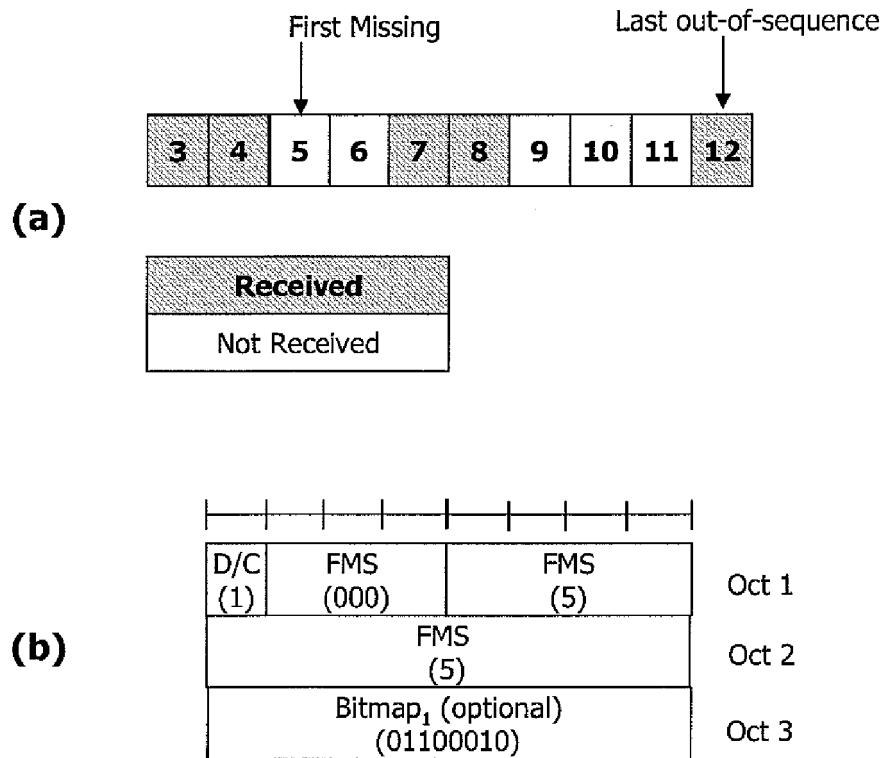 First Missing
Last out-of-sequence
3 4 5 6 7 8 9 10 11 12
(a)
Received
Not Received
D/C FMS FMS
(1) (000) (5) Oct 1
(b)
FMS
(5) Oct 2
Bitmap₁ (optional)
(01100010) Oct 3